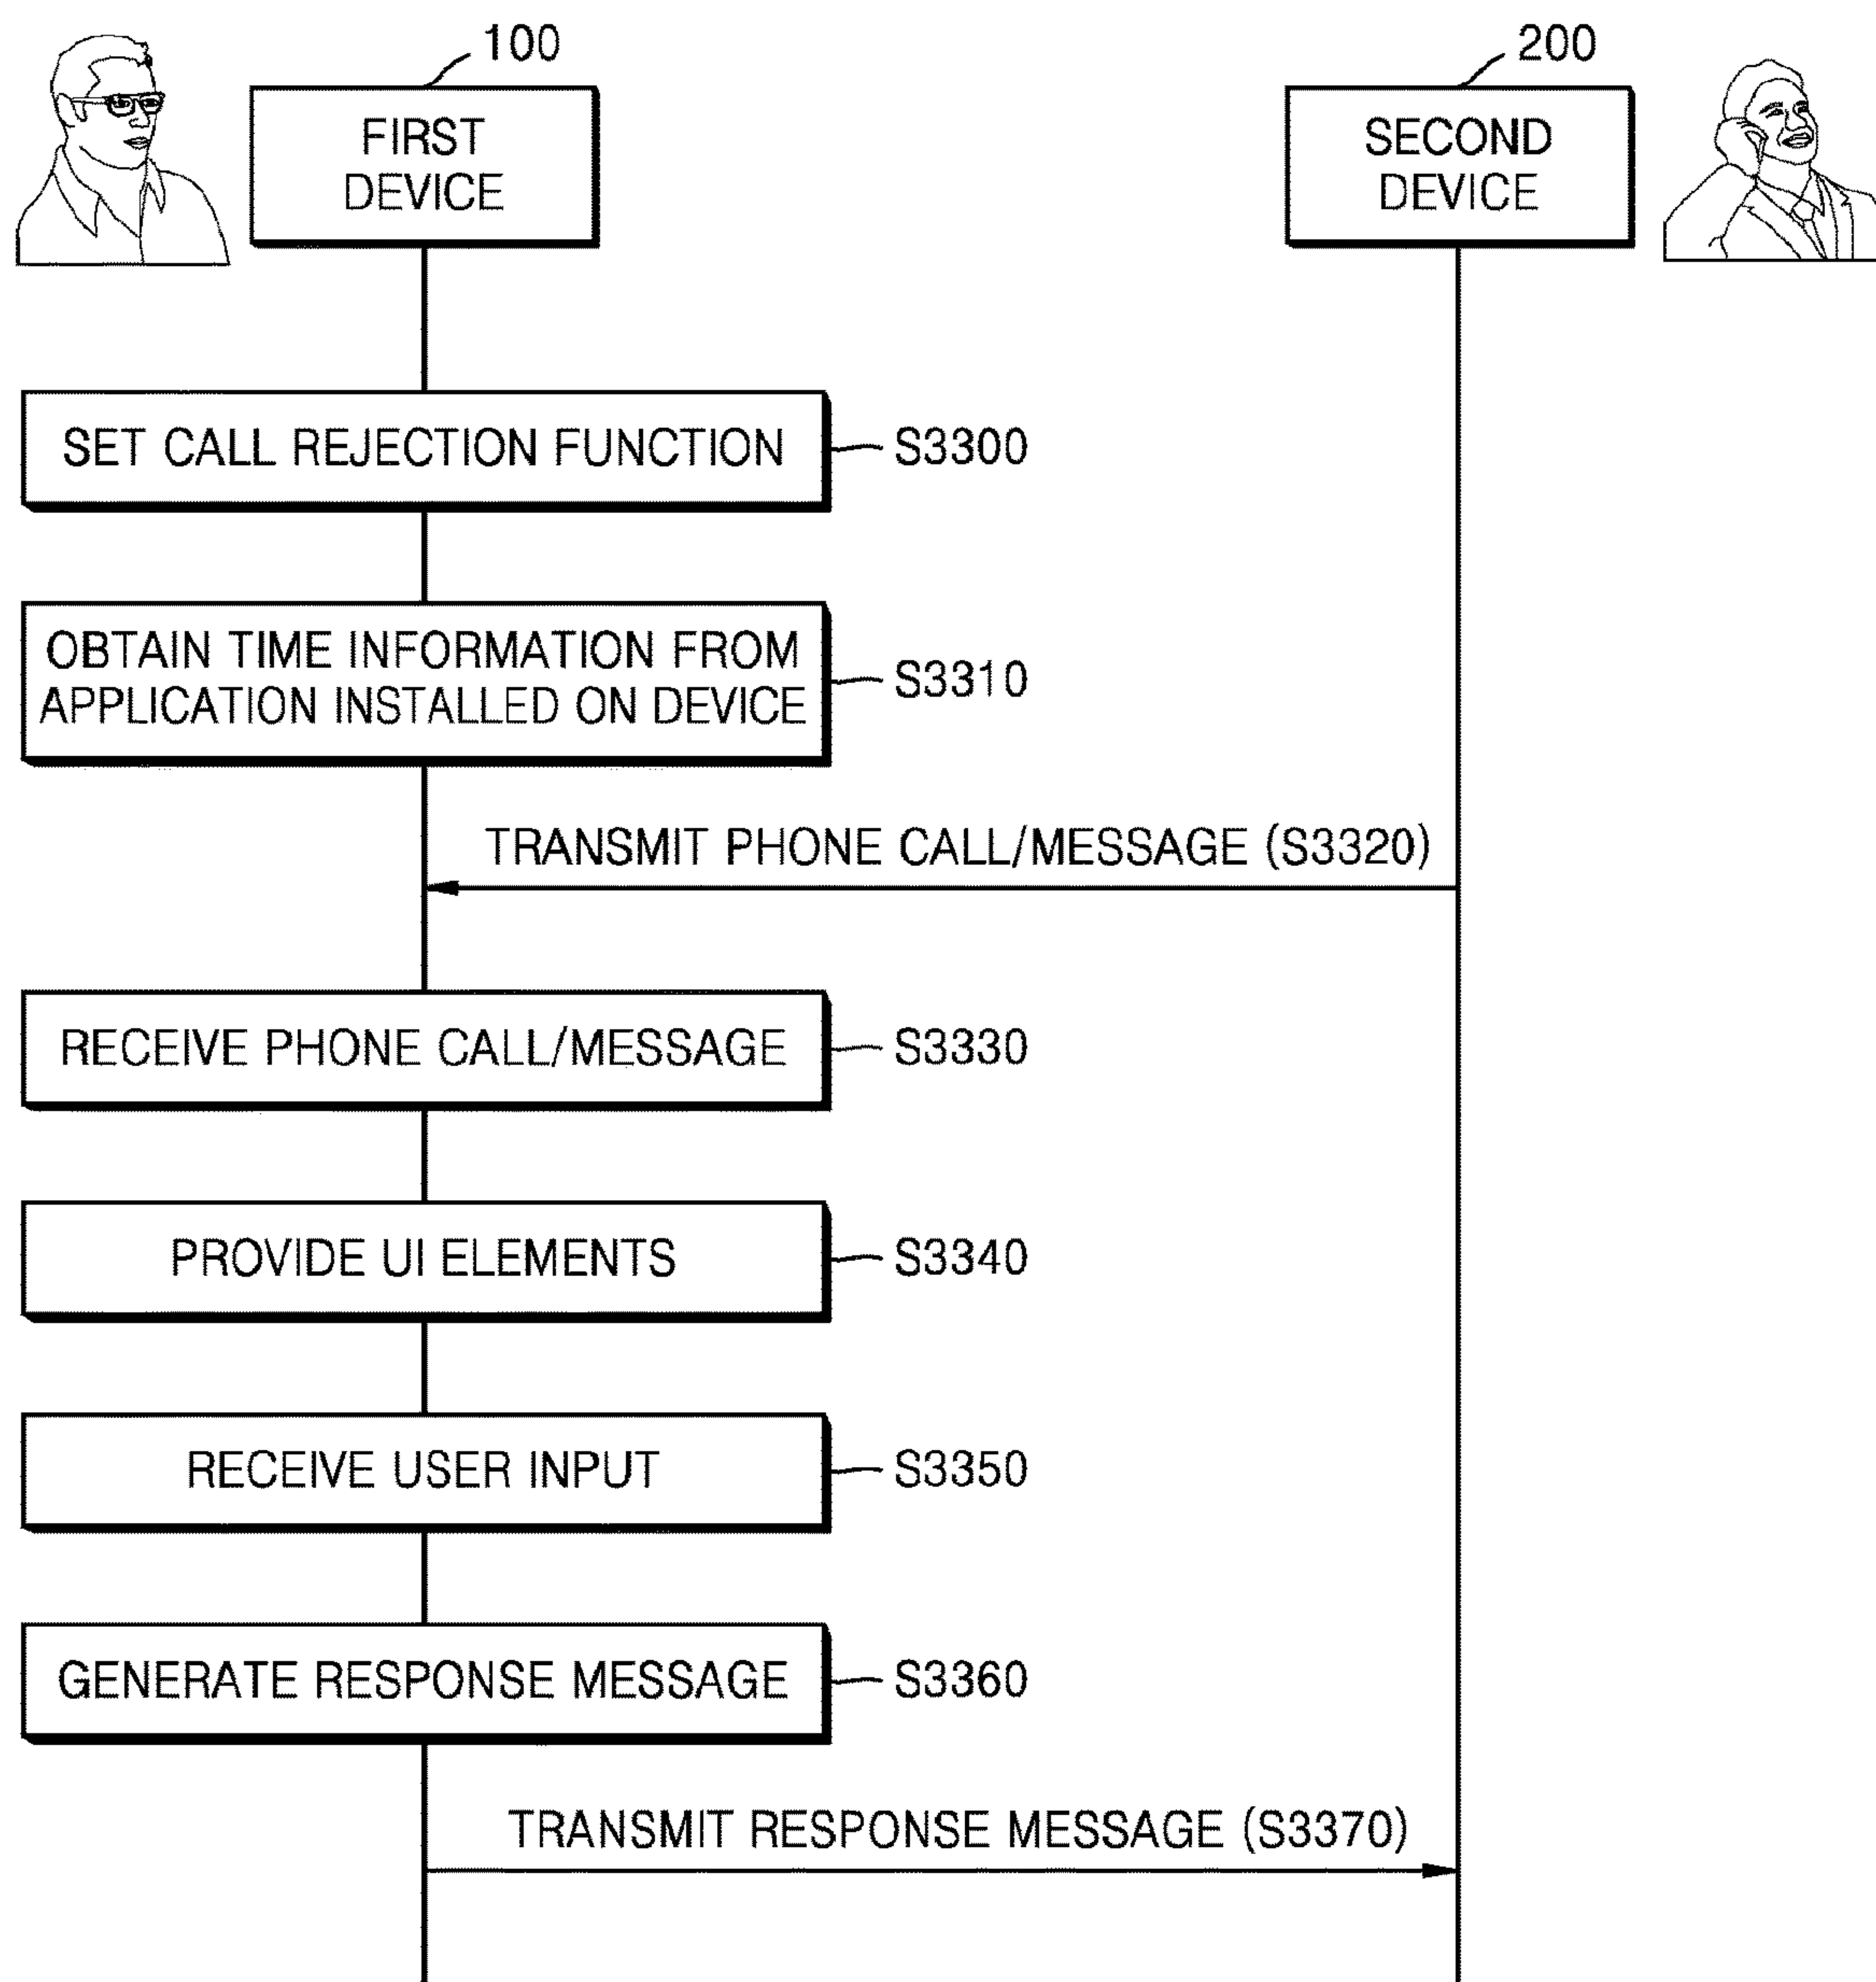 100
200
FIRST
DEVICE
SECOND
DEVICE
SET CALL REJECTION FUNCTION
S3300
OBTAIN TIME INFORMATION FROM
APPLICATION INSTALLED ON DEVICE
S3310
TRANSMIT PHONE CALL/MESSAGE (S3320)
RECEIVE PHONE CALL/MESSAGE
S3330
PROVIDE UI ELEMENTS
S3340
RECEIVE USER INPUT
S3350
GENERATE RESPONSE MESSAGE
S3360
TRANSMIT RESPONSE MESSAGE (S3370)